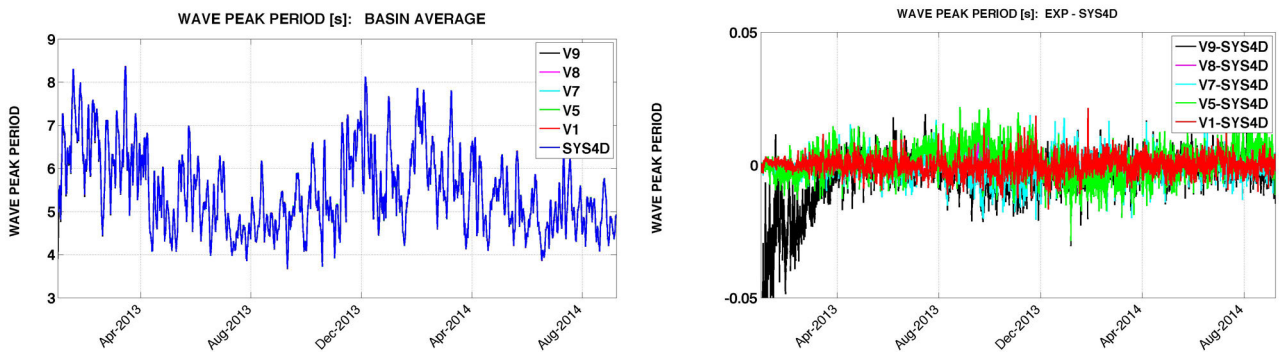 WAVE PEAK PERIOD [s]: BASIN AVERAGE
WAVE PEAK PERIOD
9
8
7
6
5
4
3
V9
V8
V7
V5
V1
SYS4D
Apr-2013
Aug-2013
Dec-2013
Apr-2014
Aug-2014
WAVE PEAK PERIOD [s]: EXP - SYS4D
WAVE PEAK PERIOD
0.05
0
-0.05
V9-SYS4D
V8-SYS4D
V7-SYS4D
V5-SYS4D
V1-SYS4D
Apr-2013
Aug-2013
Dec-2013
Apr-2014
Aug-2014